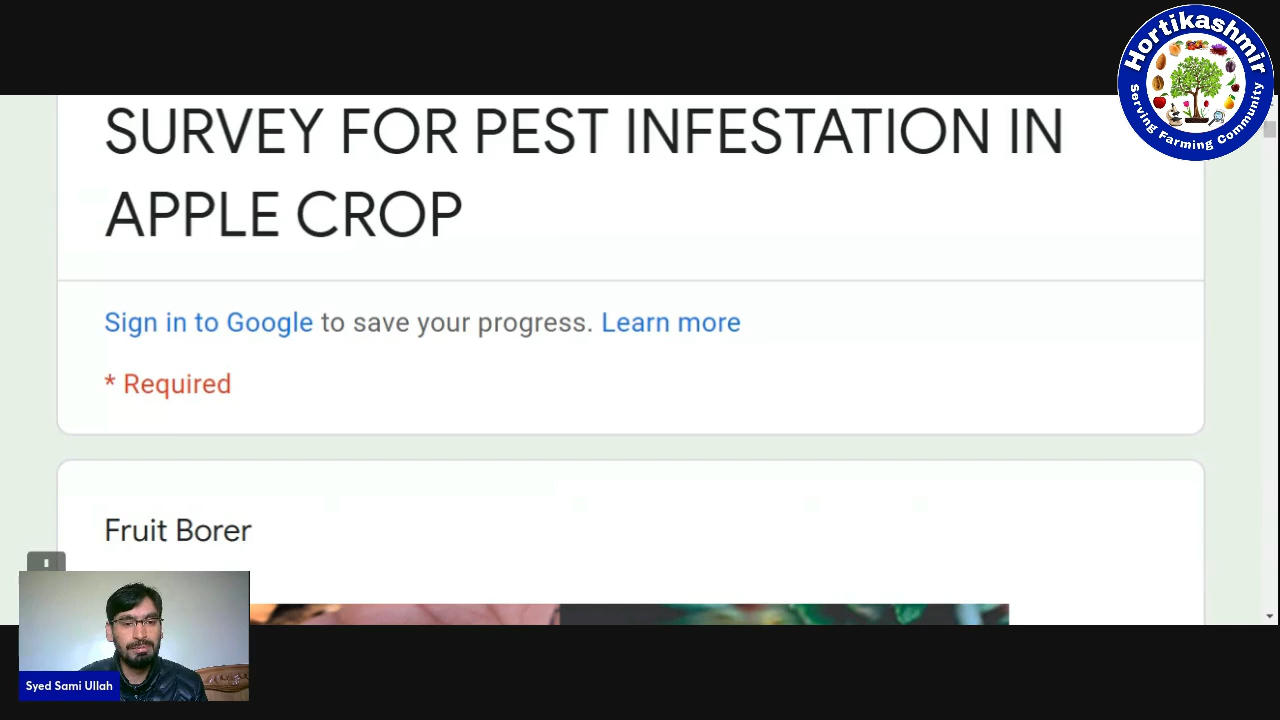 Hortikashmir
Serving Farming Community
SURVEY FOR PEST INFESTATION IN
APPLE CROP
Sign in to Google to save your progress. Learn more
* Required
Fruit Borer
Syed Sami Ullah